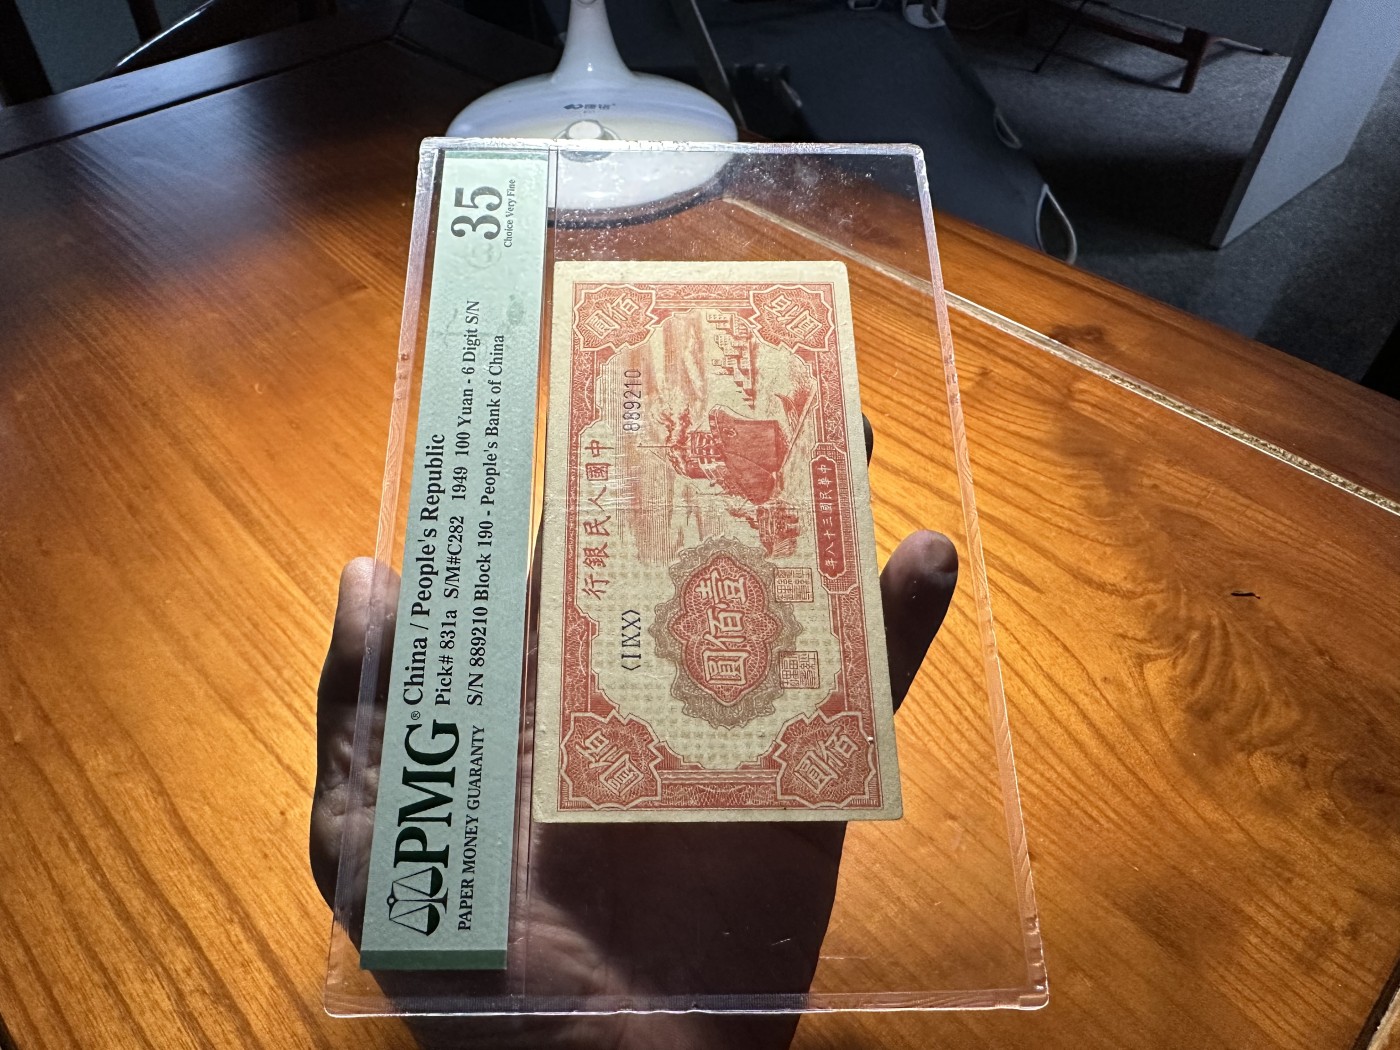 PMG®
PAPER MONEY GUARANTY
China / People's Republic
Pick# 831a S/M#C282 1949 100 Yuan - 6 Digit S/N
S/N 889210 Block 190 - People's Bank of China
35
Choice Very Fine
佰圓
佰圓
中國人民銀行
〈IIXX〉
889210
壹佰圓
中華民國三十八年
佰圓
佰圓